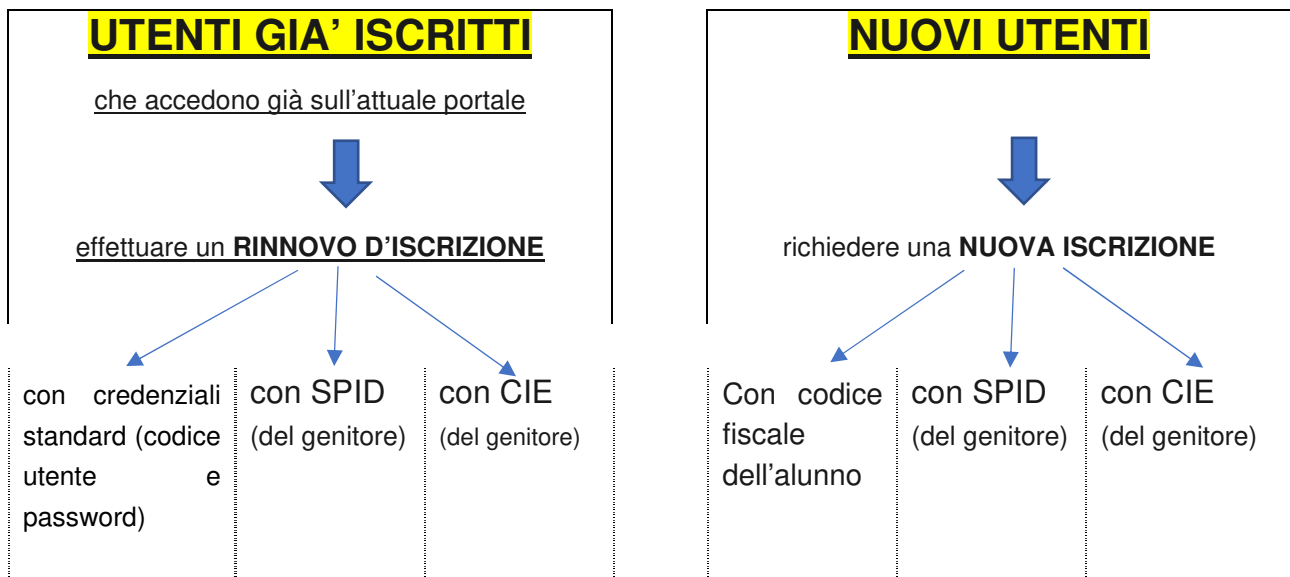 UTENTI GIA’ ISCRITTI
che accedono già sull’attuale portale
effettuare un RINNOVO D’ISCRIZIONE
con credenziali
standard (codice
utente e
password)
con SPID
(del genitore)
con CIE
(del genitore)
NUOVI UTENTI
richiedere una NUOVA ISCRIZIONE
Con codice
fiscale
dell’alunno
con SPID
(del genitore)
con CIE
(del genitore)